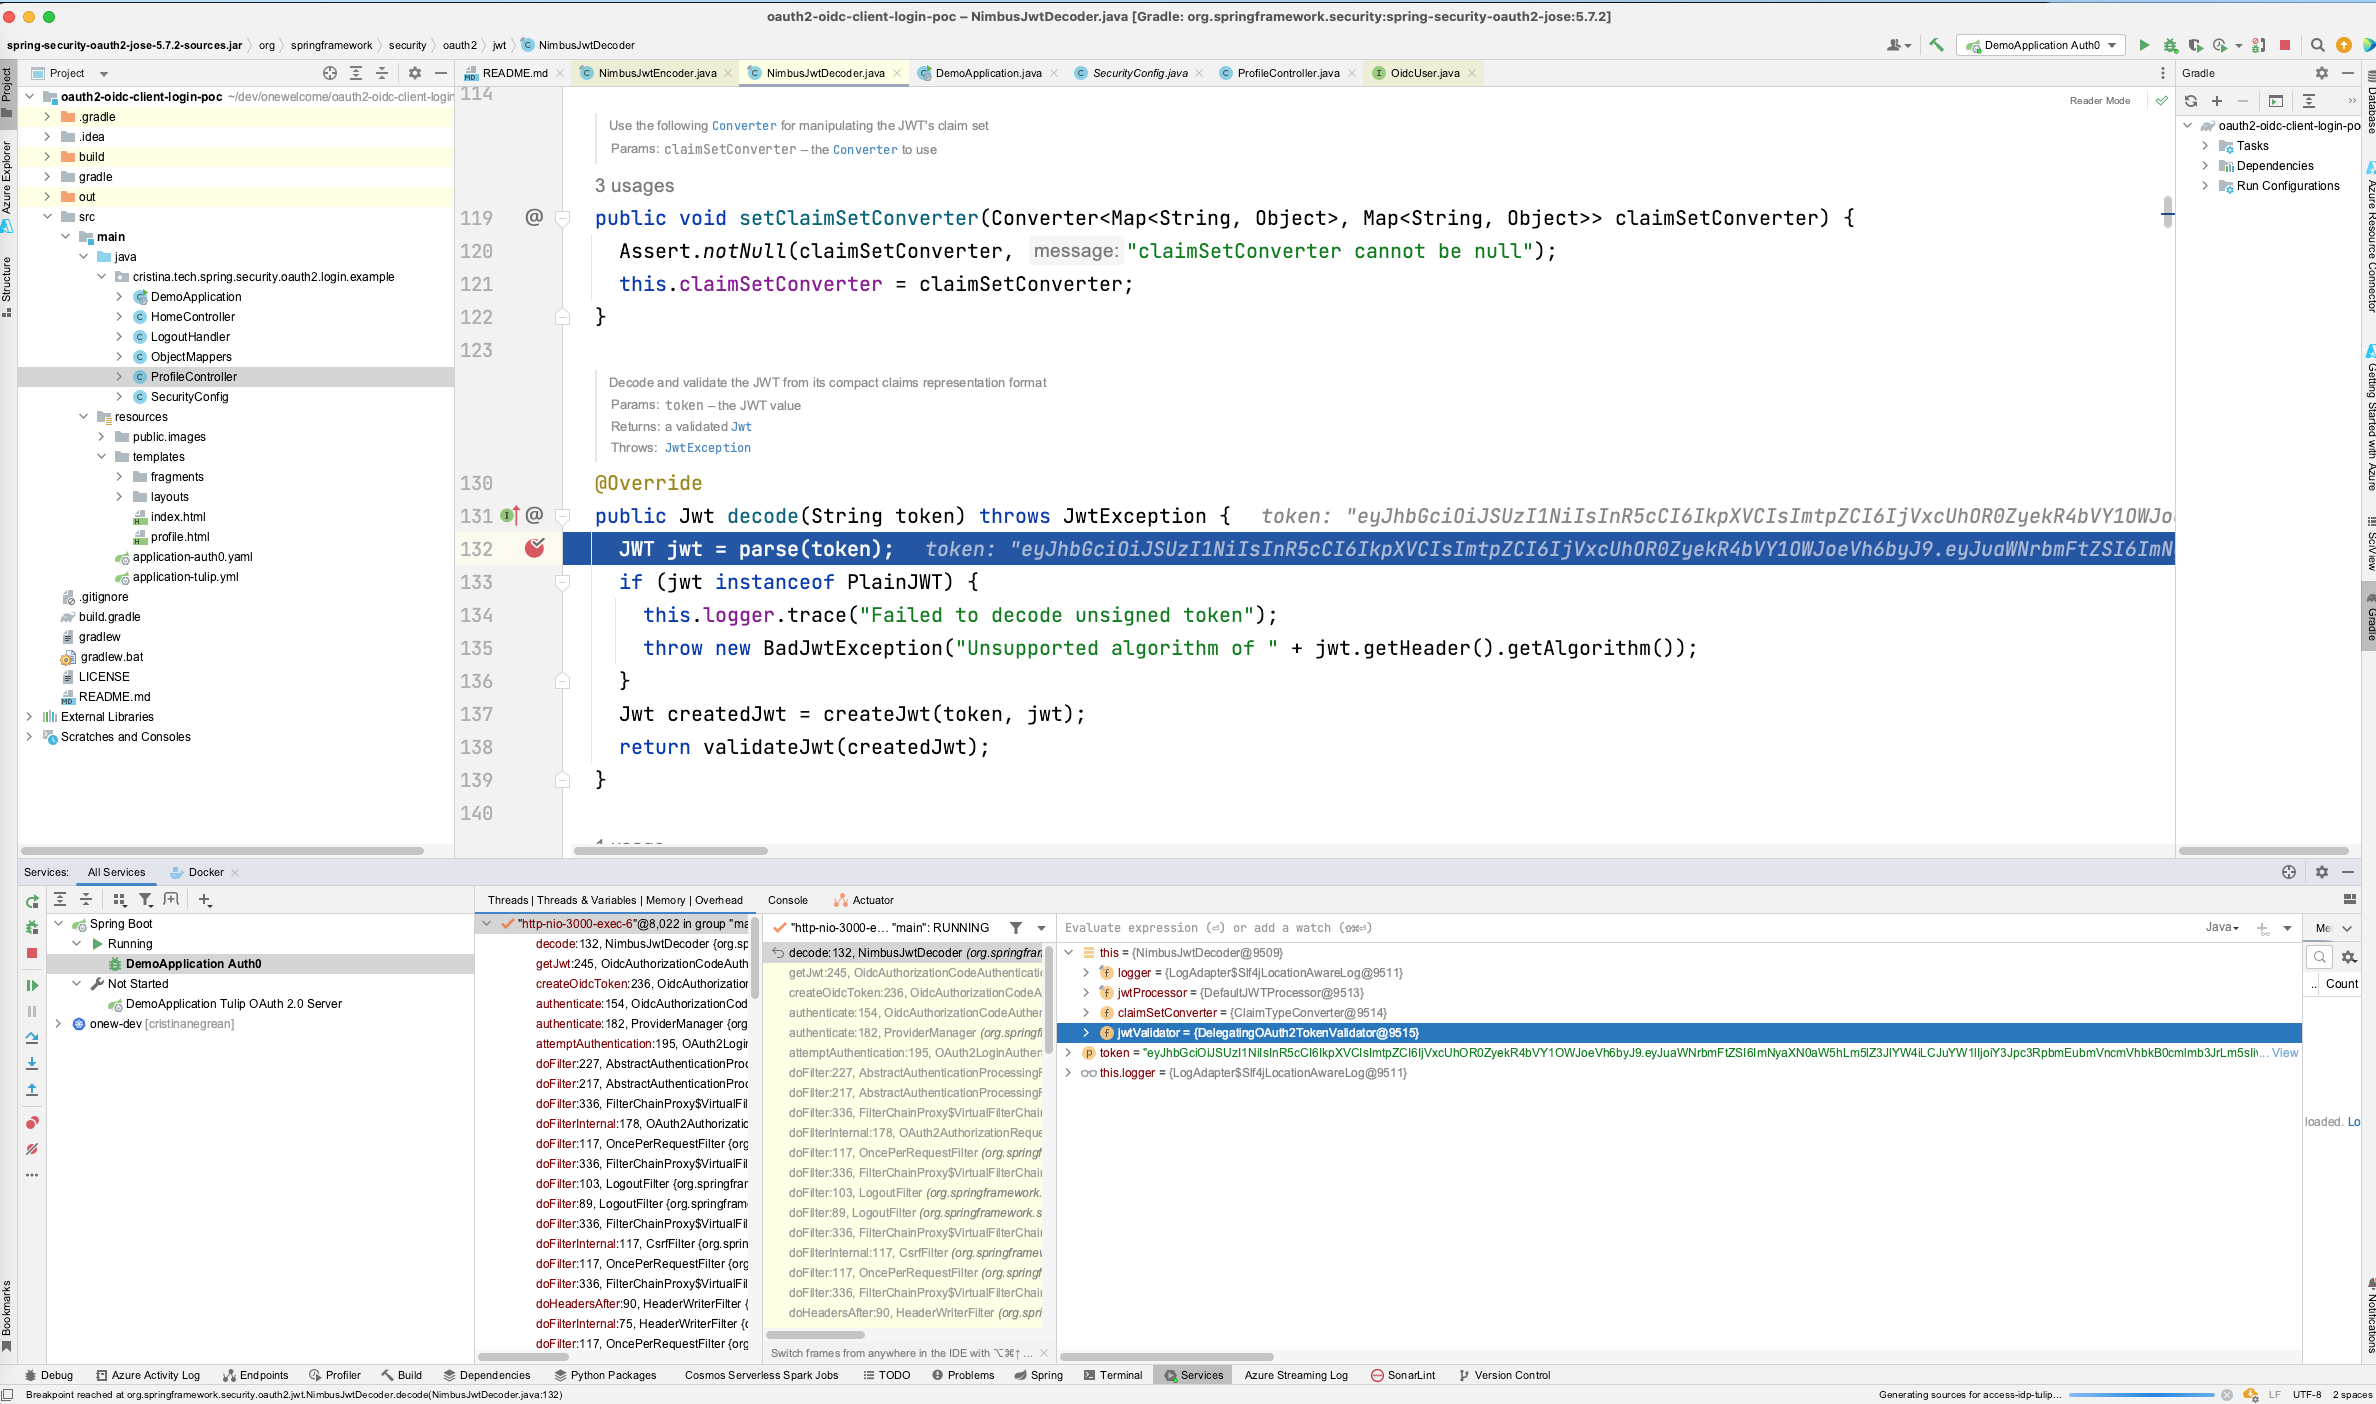 oauth2-oidc-client-login-poc – NimbusJwtDecoder.java [Gradle: org.springframework.security:spring-security-oauth2-jose:5.7.2]
spring-security-oauth2-jose-5.7.2-sources.jar org springframework security oauth2 jwt NimbusJwtDecoder
DemoApplication Auth0
Project
README.md NimbusJwtEncoder.java NimbusJwtDecoder.java DemoApplication.java SecurityConfig.java ProfileController.java OidcUser.java
Gradle
Project
Azure Explorer
Structure
Bookmarks
oauth2-oidc-client-login-poc ~/dev/onewelcome/oauth2-oidc-client-login
.gradle
.idea
build
gradle
out
src
main
java
cristina.tech.spring.security.oauth2.login.example
DemoApplication
HomeController
LogoutHandler
ObjectMappers
ProfileController
SecurityConfig
resources
public.images
templates
fragments
layouts
index.html
profile.html
application-auth0.yaml
application-tulip.yml
.gitignore
build.gradle
gradlew
gradlew.bat
LICENSE
README.md
External Libraries
Scratches and Consoles
Reader Mode
114
Use the following Converter for manipulating the JWT's claim set
Params: claimSetConverter – the Converter to use
3 usages
119 public void setClaimSetConverter(Converter<Map<String, Object>, Map<String, Object>> claimSetConverter) {
120 Assert.notNull(claimSetConverter, message: "claimSetConverter cannot be null");
121 this.claimSetConverter = claimSetConverter;
122 }
123
Decode and validate the JWT from its compact claims representation format
Params: token – the JWT value
Returns: a validated Jwt
Throws: JwtException
130 @Override
131 public Jwt decode(String token) throws JwtException { token: "eyJhbGciOiJSUzI1NiIsInR5cCI6IkpXVCIsImtpZCI6IjVxcUhOR0ZyekR4bVY1OWJo
132 JWT jwt = parse(token); token: "eyJhbGciOiJSUzI1NiIsInR5cCI6IkpXVCIsImtpZCI6IjVxcUhOR0ZyekR4bVY1OWJoeVh6byJ9.eyJuaWNrbmFtZSI6ImN
133 if (jwt instanceof PlainJWT) {
134 this.logger.trace("Failed to decode unsigned token");
135 throw new BadJwtException("Unsupported algorithm of " + jwt.getHeader().getAlgorithm());
136 }
137 Jwt createdJwt = createJwt(token, jwt);
138 return validateJwt(createdJwt);
139 }
140
oauth2-oidc-client-login-po
Tasks
Dependencies
Run Configurations
Database
Azure Resource Connector
Getting Started with Azure
SciView
Gradle
Notifications
Services: All Services Docker
Threads | Threads & Variables | Memory | Overhead Console Actuator
Spring Boot
Running
DemoApplication Auth0
Not Started
DemoApplication Tulip OAuth 2.0 Server
onew-dev [cristinanegrean]
"http-nio-3000-exec-6"@8,022 in group "ma
decode:132, NimbusJwtDecoder {org.sp
getJwt:245, OidcAuthorizationCodeAuth
createOidcToken:236, OidcAuthorization
authenticate:154, OidcAuthorizationCod
authenticate:182, ProviderManager {org
attemptAuthentication:195, OAuth2Logi
doFilter:227, AbstractAuthenticationProc
doFilter:217, AbstractAuthenticationProc
doFilter:336, FilterChainProxy$VirtualFil
doFilterInternal:178, OAuth2Authorizatic
doFilter:117, OncePerRequestFilter {org
doFilter:336, FilterChainProxy$VirtualFil
doFilter:103, LogoutFilter {org.springfrar
doFilter:89, LogoutFilter {org.springfram
doFilter:336, FilterChainProxy$VirtualFil
doFilterInternal:117, CsrfFilter {org.sprin
doFilter:117, OncePerRequestFilter {org
doFilter:336, FilterChainProxy$VirtualFil
doHeadersAfter:90, HeaderWriterFilter {
doFilterInternal:75, HeaderWriterFilter {
doFilter:117, OncePerRequestFilter {org
"http-nio-3000-e... "main": RUNNING
decode:132, NimbusJwtDecoder (org.springfrar
getJwt:245, OidcAuthorizationCodeAuthenticati
createOidcToken:236, OidcAuthorizationCodeA
authenticate:154, OidcAuthorizationCodeAuthen
authenticate:182, ProviderManager (org.springfi
attemptAuthentication:195, OAuth2LoginAuthen
doFilter:227, AbstractAuthenticationProcessingF
doFilter:217, AbstractAuthenticationProcessingF
doFilter:336, FilterChainProxy$VirtualFilterChair
doFilterInternal:178, OAuth2AuthorizationReque
doFilter:117, OncePerRequestFilter (org.springf
doFilter:336, FilterChainProxy$VirtualFilterChair
doFilter:103, LogoutFilter (org.springframework.
doFilter:89, LogoutFilter (org.springframework.s
doFilter:336, FilterChainProxy$VirtualFilterChair
doFilterInternal:117, CsrfFilter (org.springframew
doFilter:117, OncePerRequestFilter (org.springf
doFilter:336, FilterChainProxy$VirtualFilterChair
doHeadersAfter:90, HeaderWriterFilter (org.spri
Switch frames from anywhere in the IDE with ⌥⌘↑ ...
Evaluate expression (⏎) or add a watch (⇧⌘⏎) Java
this = {NimbusJwtDecoder@9509}
logger = {LogAdapter$Slf4jLocationAwareLog@9511}
jwtProcessor = {DefaultJWTProcessor@9513}
claimSetConverter = {ClaimTypeConverter@9514}
jwtValidator = {DelegatingOAuth2TokenValidator@9515}
token = "eyJhbGciOiJSUzI1NiIsInR5cCI6IkpXVCIsImtpZCI6IjVxcUhOR0ZyekR4bVY1OWJoeVh6byJ9.eyJuaWNrbmFtZSI6ImNyaXN0aW5hLm5lZ3JlYW4iLCJuYW1lIjoiY3Jpc3RpbmEubmVncmVhbkB0cmlmb3JrLm5sIiv... View
this.logger = {LogAdapter$Slf4jLocationAwareLog@9511}
Me
.. Count
loaded. Lo
Debug Azure Activity Log Endpoints Profiler Build Dependencies Python Packages Cosmos Serverless Spark Jobs TODO Problems Spring Terminal Services Azure Streaming Log SonarLint Version Control
Breakpoint reached at org.springframework.security.oauth2.jwt.NimbusJwtDecoder.decode(NimbusJwtDecoder.java:132)
Generating sources for access-idp-tulip... LF UTF-8 2 spaces